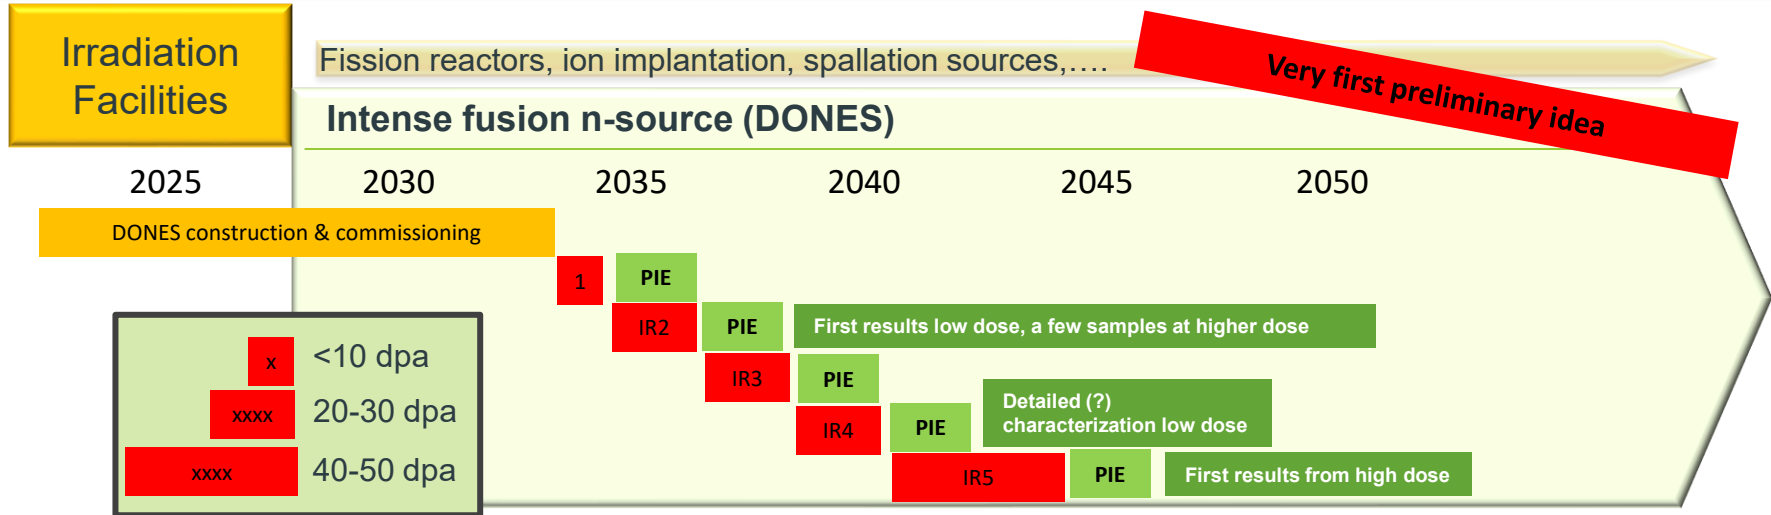 Irradiation
Facilities
Fission reactors, ion implantation, spallation sources,....
Very first preliminary idea
Intense fusion n-source (DONES)
2025 2030 2035 2040 2045 2050
DONES construction & commissioning
1 PIE
IR2 PIE First results low dose, a few samples at higher dose
x <10 dpa
IR3 PIE
xxxx 20-30 dpa
IR4 PIE Detailed (?)
characterization low dose
xxxx 40-50 dpa
IR5 PIE First results from high dose